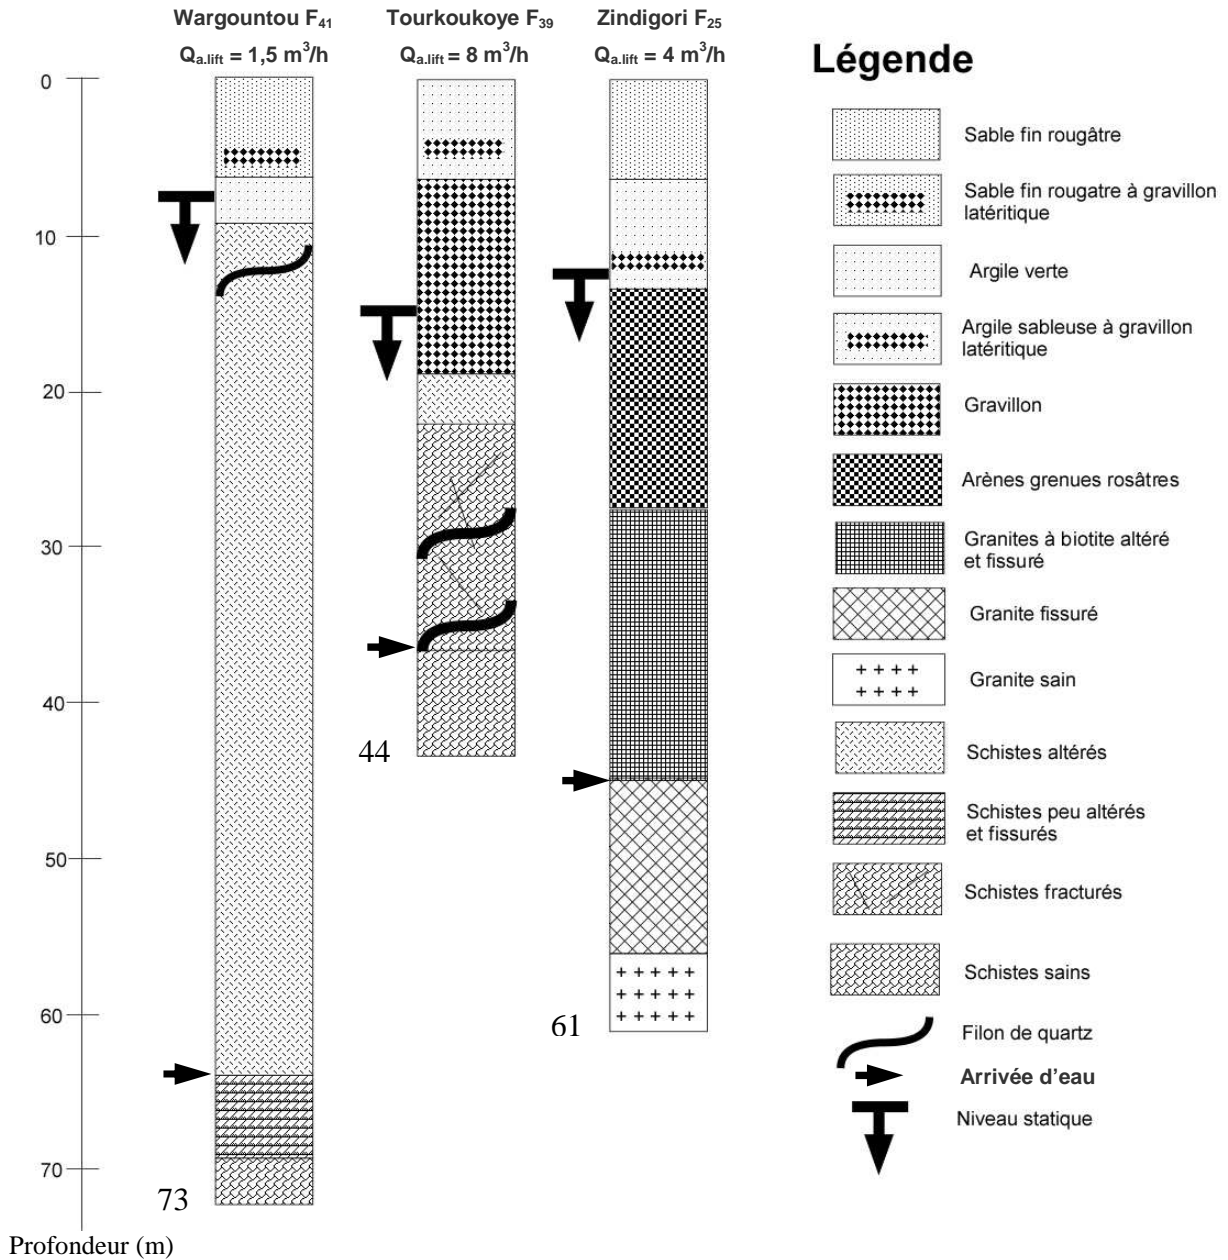 Wargountou F41
Q a.lift = 1,5 m³/h
Tourkoukoye F39
Q a.lift = 8 m³/h
Zindigori F25
Q a.lift = 4 m³/h
0
10
20
30
40
50
60
70
Profondeur (m)
73
44
61
Légende
Sable fin rougâtre
Sable fin rougatre à gravillon
latéritique
Argile verte
Argile sableuse à gravillon
latéritique
Gravillon
Arènes grenues rosâtres
Granites à biotite altéré
et fissuré
Granite fissuré
Granite sain
Schistes altérés
Schistes peu altérés
et fissurés
Schistes fracturés
Schistes sains
Filon de quartz
Arrivée d'eau
Niveau statique